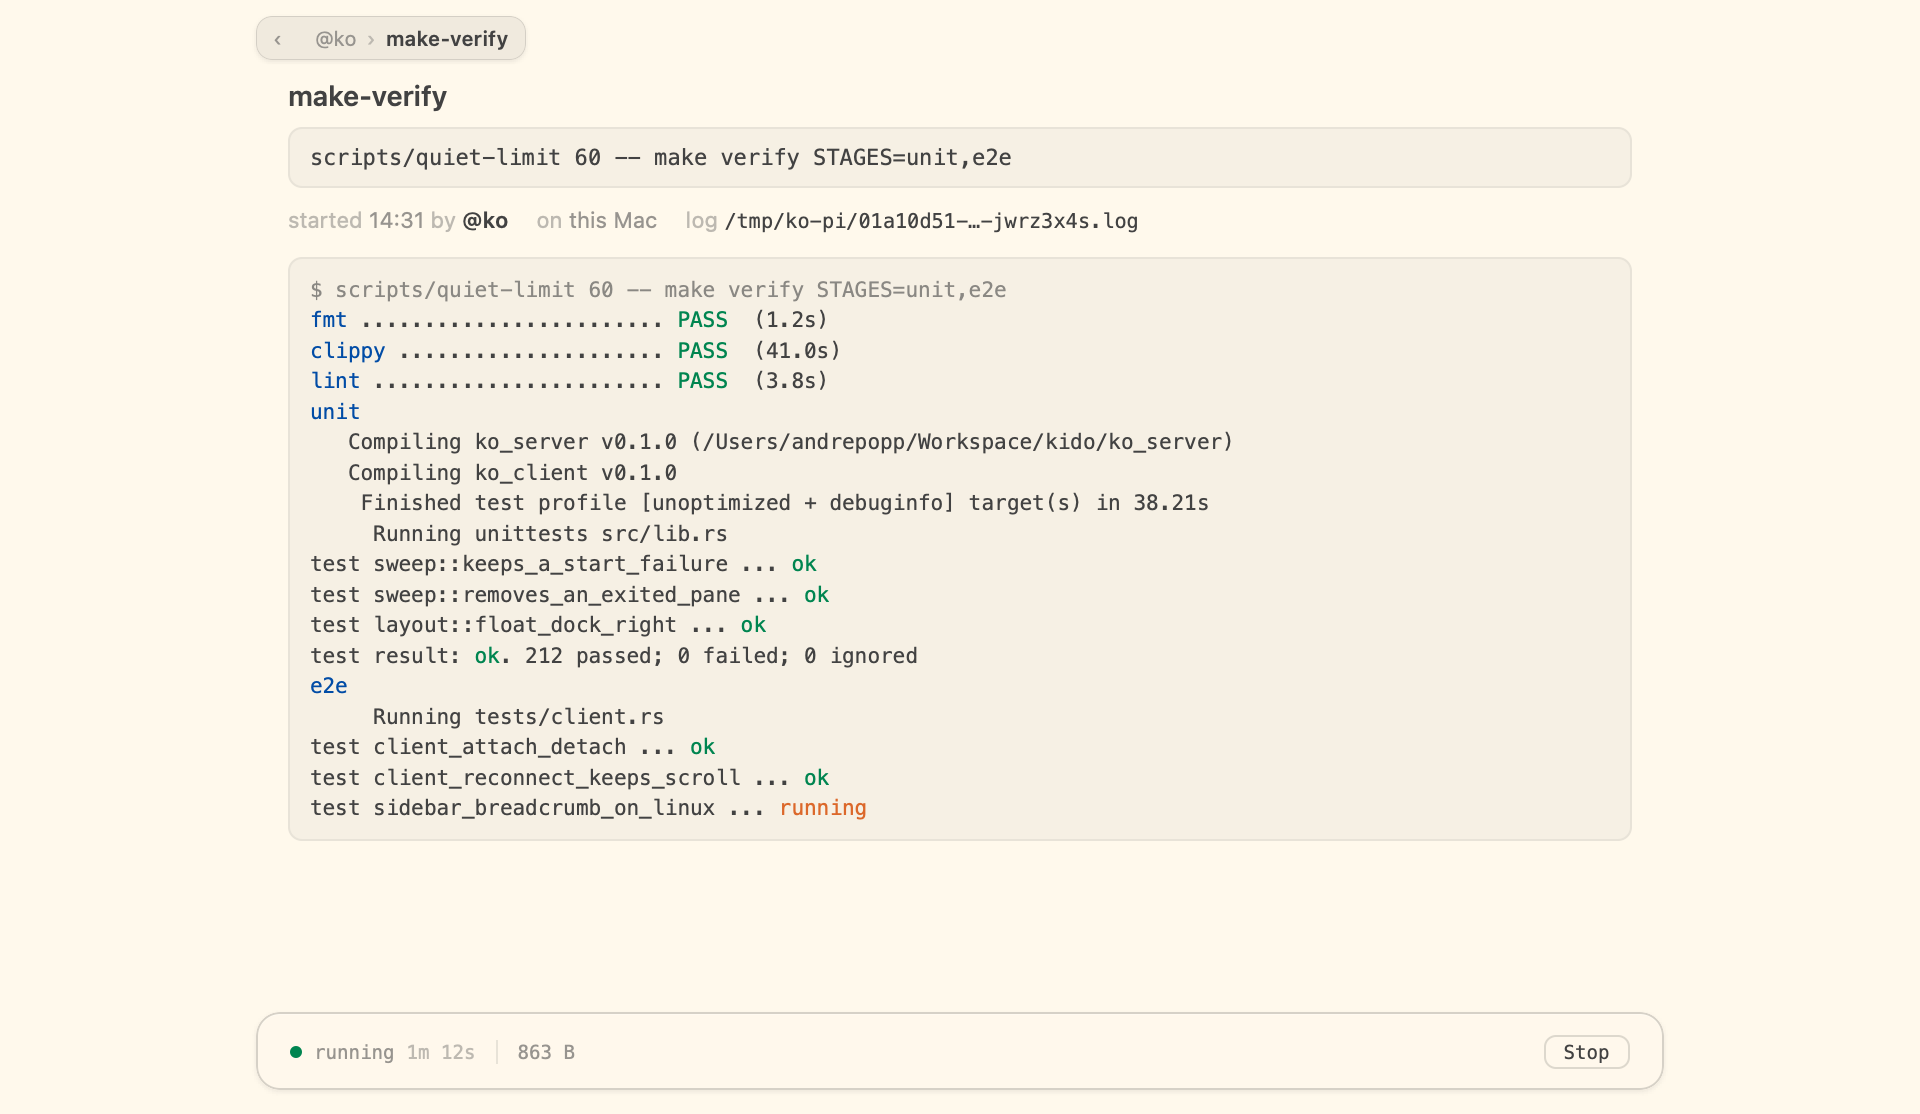 ‹ @ko › make-verify
make-verify
scripts/quiet-limit 60 -- make verify STAGES=unit,e2e
started 14:31 by @ko on this Mac log /tmp/ko-pi/01a10d51-…-jwrz3x4s.log
$ scripts/quiet-limit 60 -- make verify STAGES=unit,e2e
fmt ........................ PASS (1.2s)
clippy ..................... PASS (41.0s)
lint ....................... PASS (3.8s)
unit
Compiling ko_server v0.1.0 (/Users/andrepopp/Workspace/kido/ko_server)
Compiling ko_client v0.1.0
Finished test profile [unoptimized + debuginfo] target(s) in 38.21s
Running unittests src/lib.rs
test sweep::keeps_a_start_failure ... ok
test sweep::removes_an_exited_pane ... ok
test layout::float_dock_right ... ok
test result: ok. 212 passed; 0 failed; 0 ignored
e2e
Running tests/client.rs
test client_attach_detach ... ok
test client_reconnect_keeps_scroll ... ok
test sidebar_breadcrumb_on_linux ... running
running 1m 12s 863 B Stop